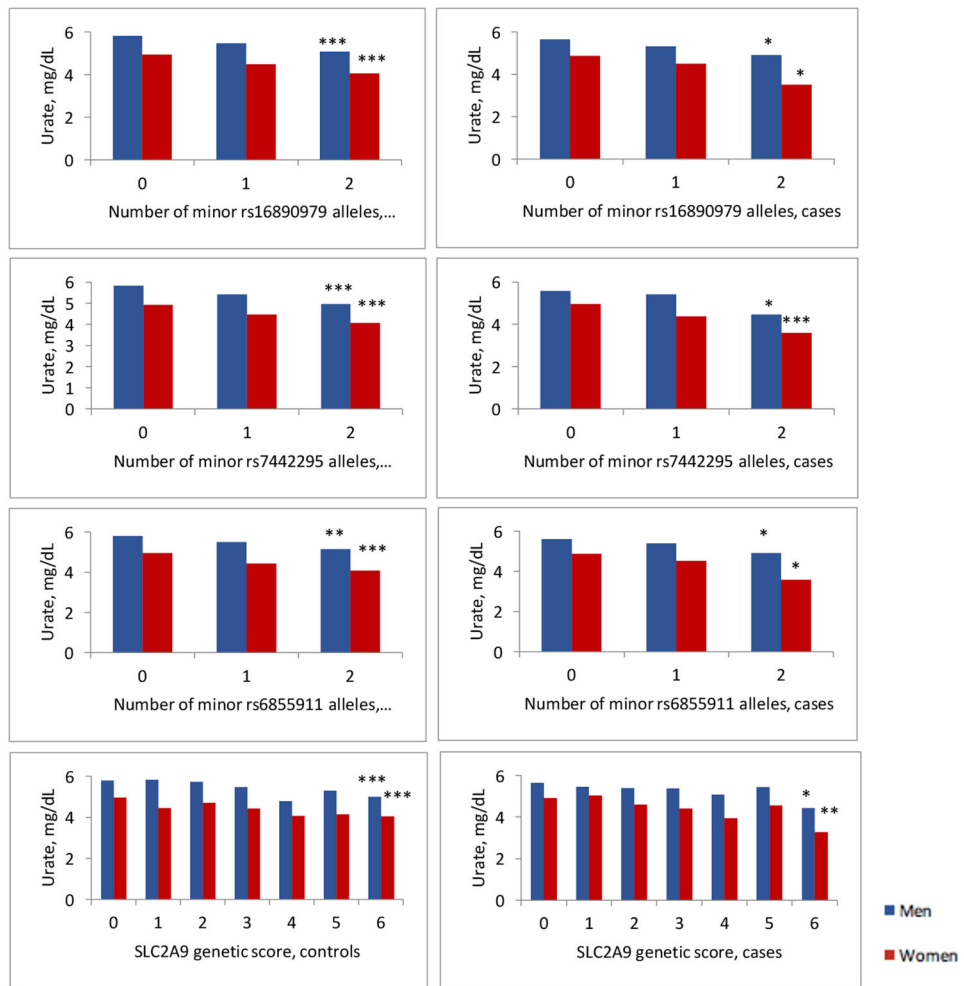 Urate, mg/dL
6
4
2
0
***
***
0 1 2
Number of minor rs16890979 alleles,...
Urate, mg/dL
6
4
2
0
*
*
0 1 2
Number of minor rs16890979 alleles, cases
Urate, mg/dL
6
5
4
5
2
1
0
***
***
0 1 2
Number of minor rs7442295 alleles,...
Urate, mg/dL
6
4
2
0
*
***
0 1 2
Number of minor rs7442295 alleles, cases
Urate, mg/dL
6
4
2
0
**
***
0 1 2
Number of minor rs6855911 alleles,...
Urate, mg/dL
6
4
2
0
*
*
0 1 2
Number of minor rs6855911 alleles, cases
Urate, mg/dL
6
4
2
0
***
***
0 1 2 3 4 5 6
SLC2A9 genetic score, controls
Urate, mg/dL
6
4
2
0
*
**
0 1 2 3 4 5 6
SLC2A9 genetic score, cases
Men
Women